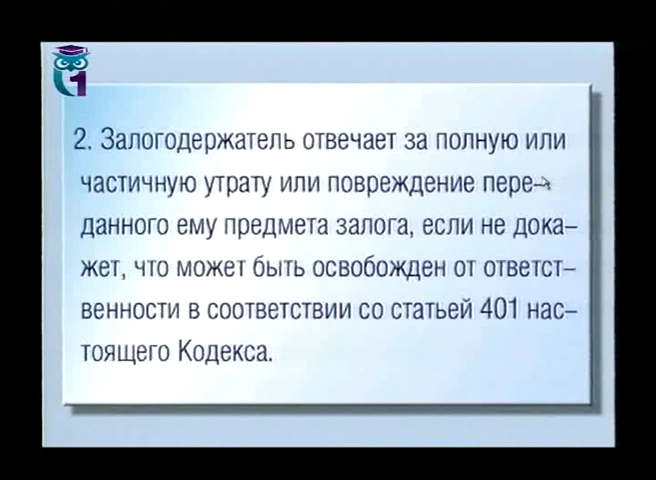 1
2. Залогодержатель отвечает за полную или
частичную утрату или повреждение пере-
данного ему предмета залога, если не дока-
жет, что может быть освобожден от ответст-
венности в соответствии со статьей 401 нас-
тоящего Кодекса.